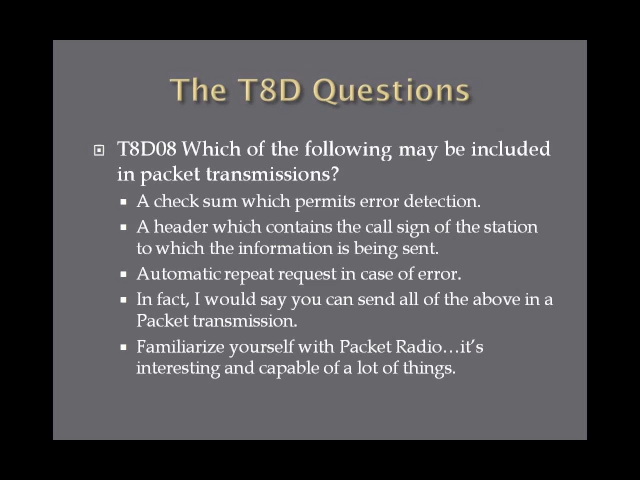 The T8D Questions
T8D08 Which of the following may be included
in packet transmissions?
A check sum which permits error detection.
A header which contains the call sign of the station
to which the information is being sent.
Automatic repeat request in case of error.
In fact, I would say you can send all of the above in a
Packet transmission.
Familiarize yourself with Packet Radio…it's
interesting and capable of a lot of things.